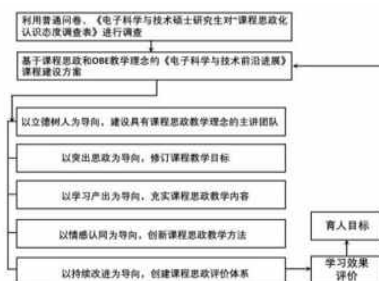 利用普通问卷、《电子科学与技术硕士研究生对“课程思政化
认识态度调查表》进行调查
基于课程思政和OBE教学理念的《电子科学与技术前沿进展》
课程建设方案
以立德树人为导向，建设具有课程思政教学理念的主讲团队
以突出思政为导向，修订课程教学目标
以学习产出为导向，充实课程思政教学内容
以情感认同为导向，创新课程思政教学方法
以持续改进为导向，创建课程思政评价体系
育人目标
学习效果
评价